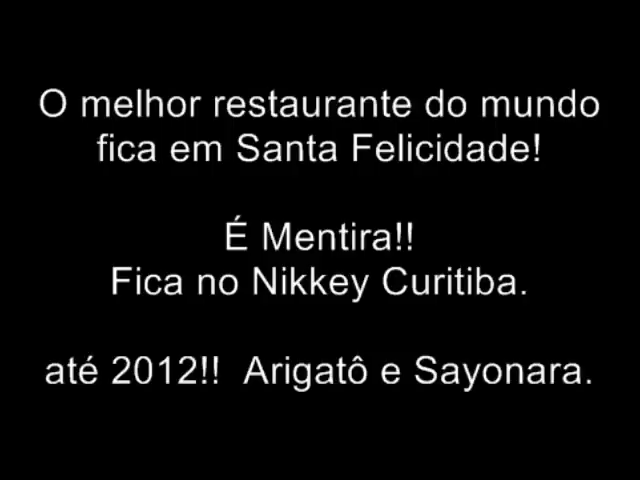 O melhor restaurante do mundo
fica em Santa Felicidade!
É Mentira!!
Fica no Nikkey Curitiba.
até 2012!!  Arigatô e Sayonara.